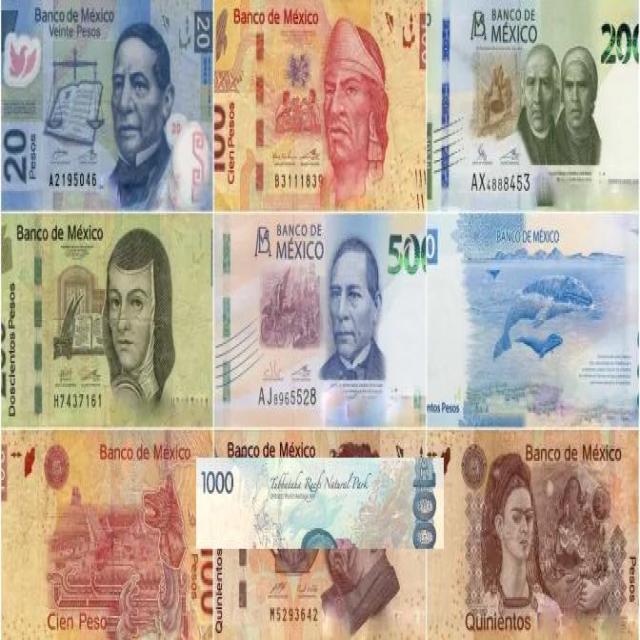 Banco de México
Veinte Pesos
20
20
Pesos
A2195046
Banco de México
100
Cien Pesos
B3111839
BANCO DE
MÉXICO
200
AX4888453
Banco de México
Doscientos Pesos
H7437161
BANCO DE
MÉXICO
500
AJ8965528
BANCO DE MÉXICO
ntos Pesos
Banco de México
Cien Peso
Banco de México
100
Pesos
1000
Tubbataha Reefs Natural Park
Quinientos
M5293642
Banco de México
Quinientos
Pesos